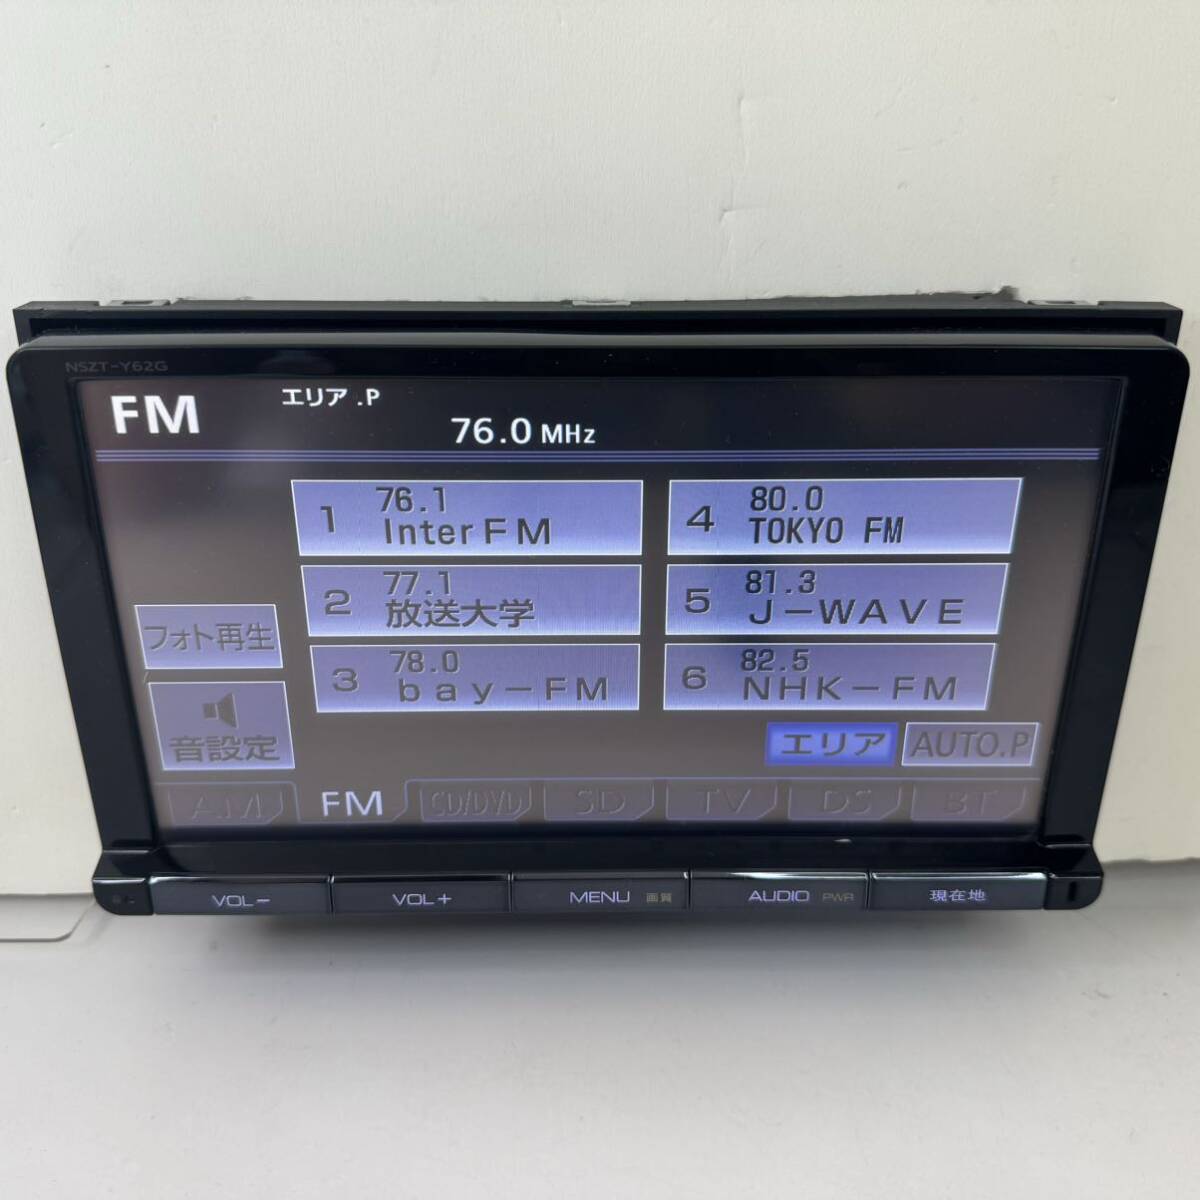 NSZT-Y62G
FM
エリア .P
76.0 MHz
1 76.1 InterFM
4 80.0 TOKYO FM
2 77.1 放送大学
5 81.3 J-WAVE
3 78.0 bay-FM
6 82.5 NHK-FM
フォト再生
音設定
エリア
AUTO.P
AM
FM
CD/DVD
SD
TV
DS
BT
VOL－
VOL＋
MENU 画質
AUDIO PWR
現在地